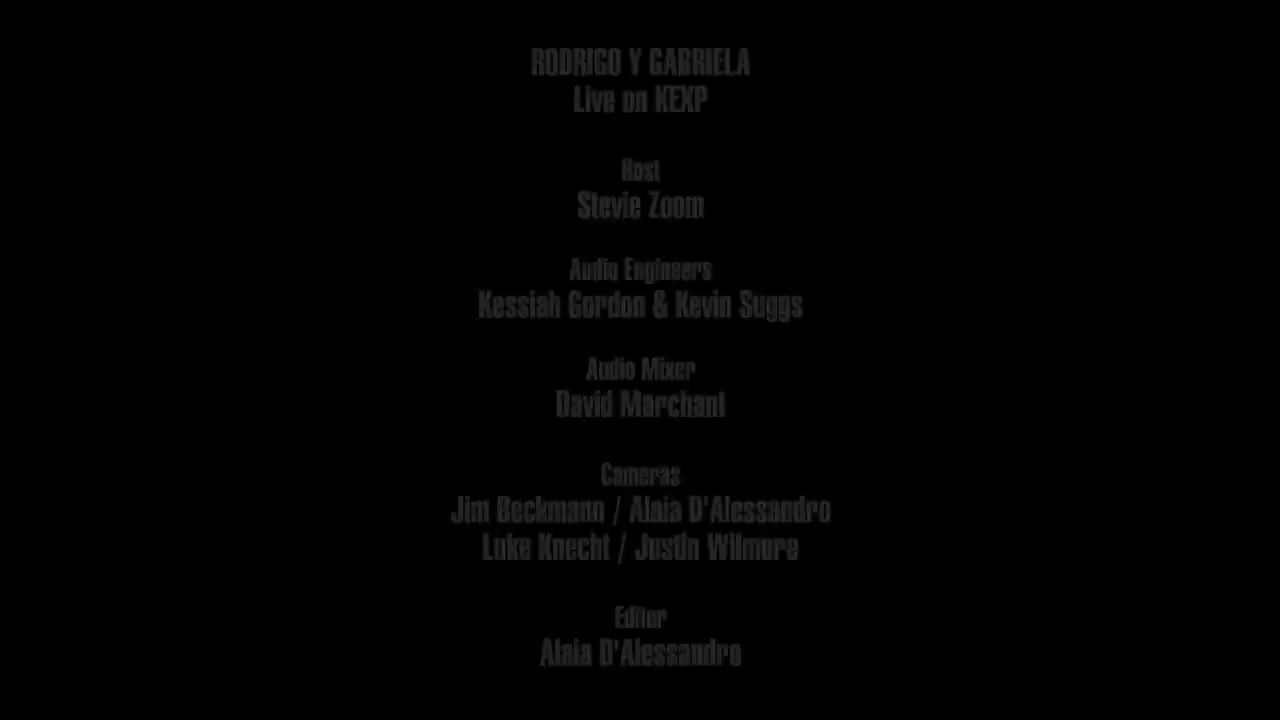 RODRIGO Y GABRIELA
Live on KEXP
Host
Stevie Zoom
Audio Engineers
Kessiah Gordon & Kevin Suggs
Audio Mixer
David Marchant
Cameras
Jim Beckmann / Alaia D'Alessandro
Luke Knecht / Justin Wilmore
Editor
Alaia D'Alessandro